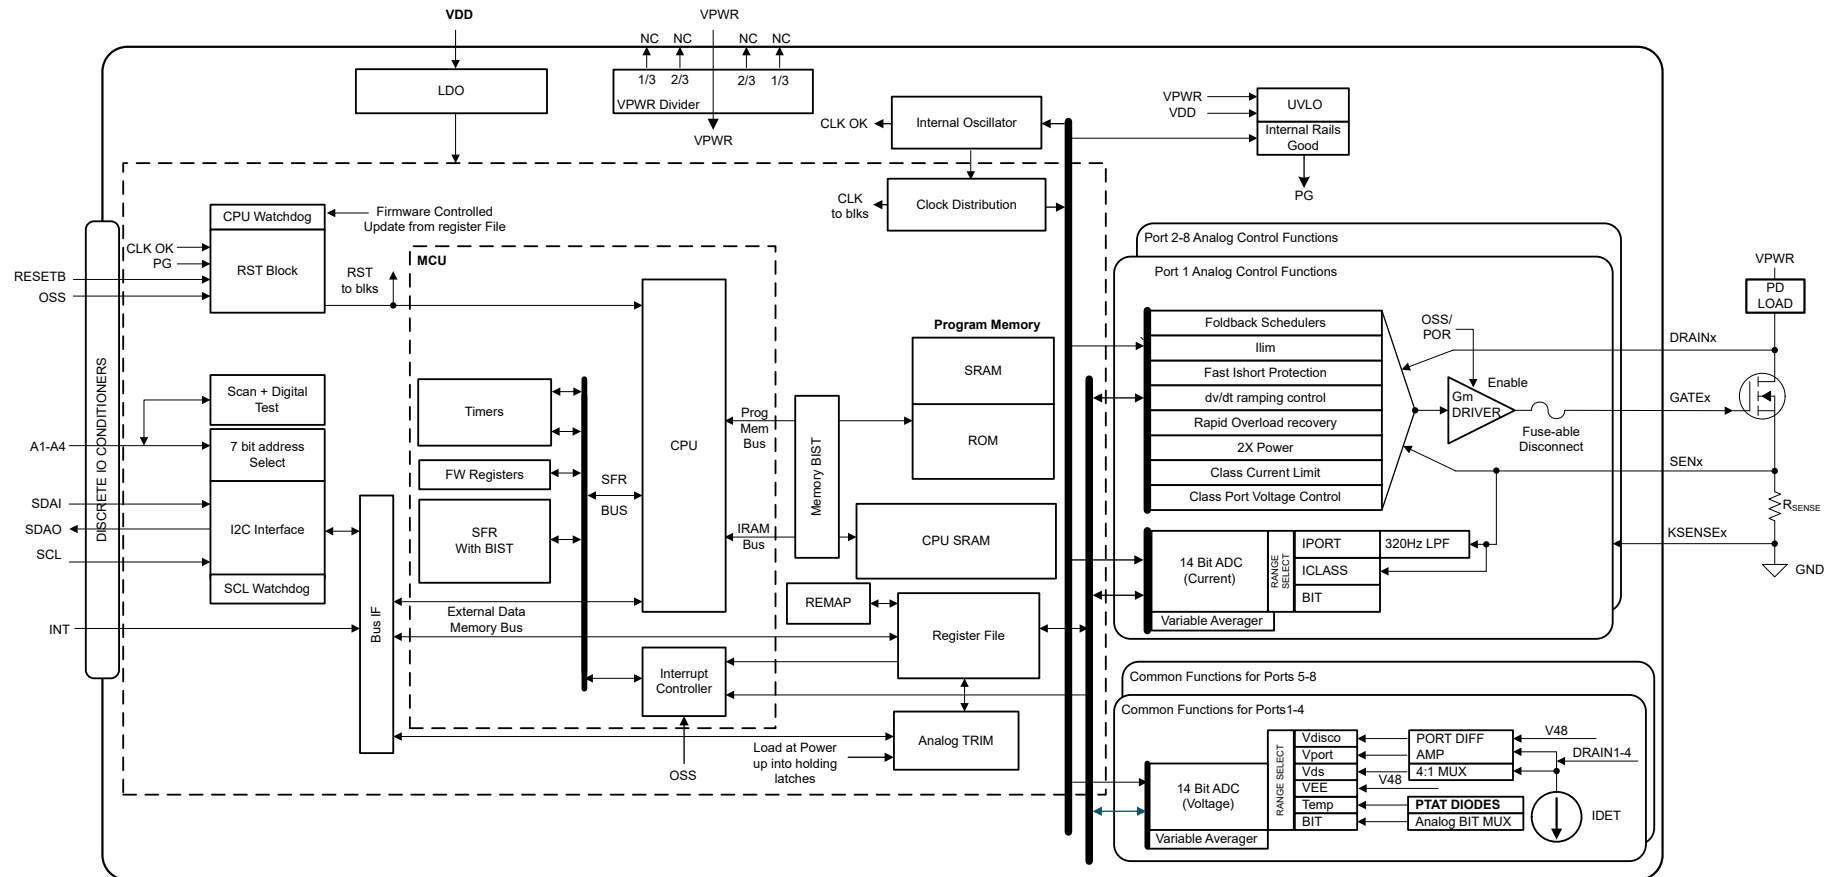 VDD
VPWR
NC
NC
NC
NC
1/3
2/3
2/3
1/3
VPWR Divider
VPWR
LDO
Internal Oscillator
CLK OK
Clock Distribution
CLK
to blks
VPWR
VDD
UVLO
Internal Rails
Good
PG
CPU Watchdog
Firmware Controlled
Update from register File
RST Block
CLK OK
PG
RESETB
OSS
RST
to blks
MCU
CPU
DISCRETE IO CONDITIONERS
Scan + Digital
Test
7 bit address
Select
I2C Interface
SCL Watchdog
A1-A4
SDAI
SDAO
SCL
INT
Bus IF
Timers
FW Registers
SFR
With BIST
SFR
BUS
External Data
Memory Bus
Interrupt
Controller
OSS
Prog
Mem
Bus
IRAM
Bus
Memory BIST
Program Memory
SRAM
ROM
CPU SRAM
REMAP
Register File
Analog TRIM
Load at Power
up into holding
latches
Port 2-8 Analog Control Functions
Port 1 Analog Control Functions
Foldback Schedulers
Ilim
Fast Ishort Protection
dv/dt ramping control
Rapid Overload recovery
2X Power
Class Current Limit
Class Port Voltage Control
OSS/
POR
Gm
DRIVER
Enable
Fuse-able
Disconnect
14 Bit ADC
(Current)
RANGE
SELECT
IPORT
320Hz LPF
ICLASS
BIT
Variable Averager
VPWR
PD
LOAD
DRAINx
GATEx
SENx
RSENSE
KSENSEx
GND
Common Functions for Ports 5-8
Common Functions for Ports1-4
14 Bit ADC
(Voltage)
Variable Averager
RANGE SELECT
Vdisco
Vport
Vds
VEE
Temp
BIT
PORT DIFF
AMP
4:1 MUX
V48
PTAT DIODES
Analog BIT MUX
V48
DRAIN1-4
IDET